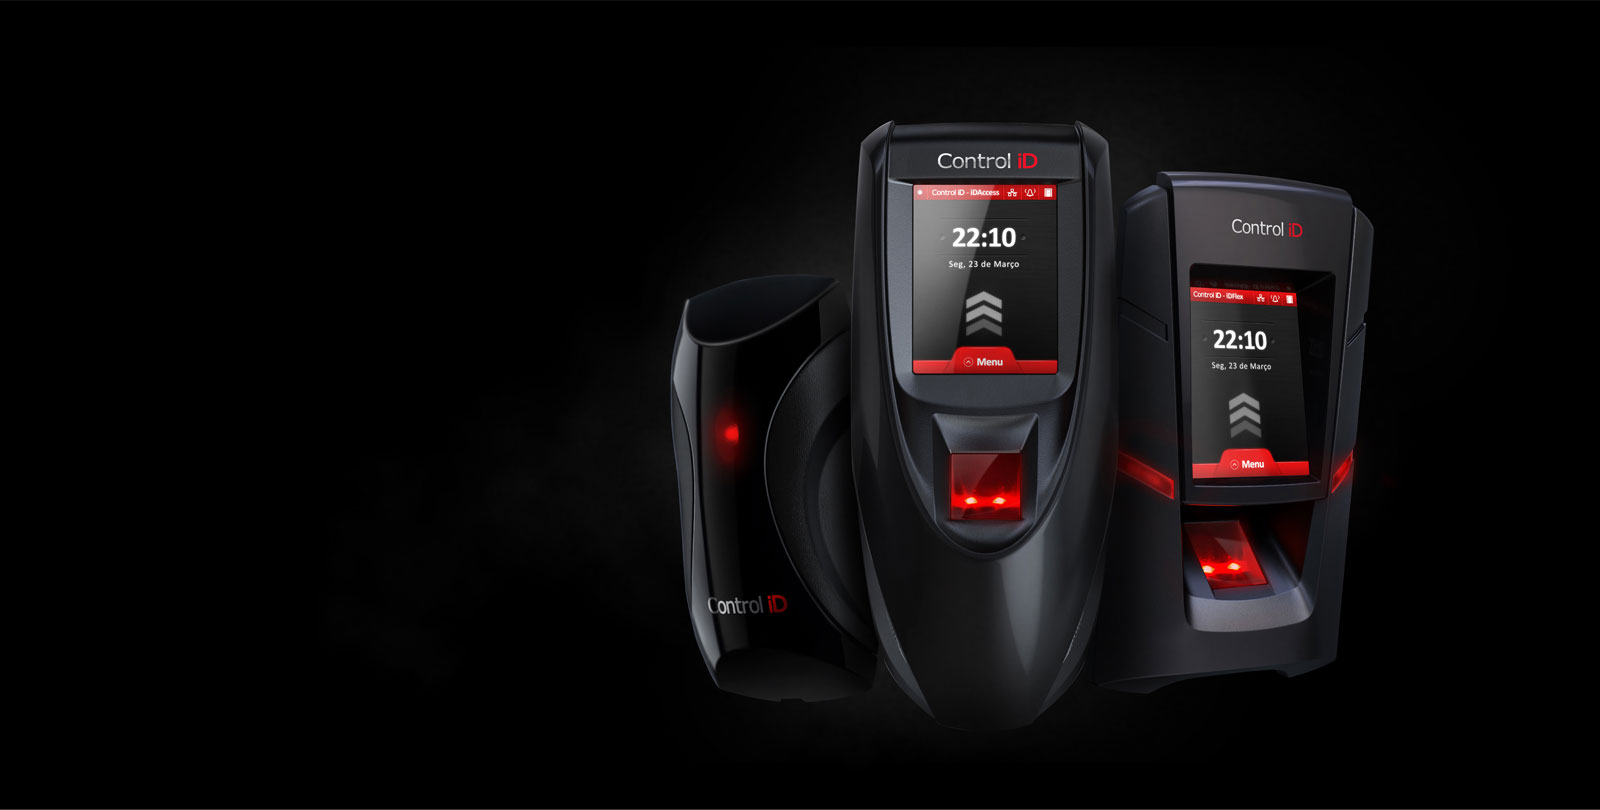 Control iD
Control iD - iDAccess
22:10
Seg, 23 de Março
Menu
Control iD
Control iD - iDFlex
22:10
Seg, 23 de Março
Menu
Control iD